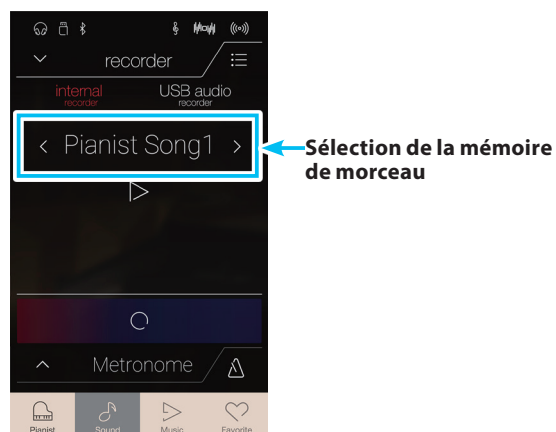 recorder
internal
recorder
USB audio
recorder
Pianist Song1
Sélection de la mémoire
de morceau
Metronome
Pianist
Sound
Music
Favorite